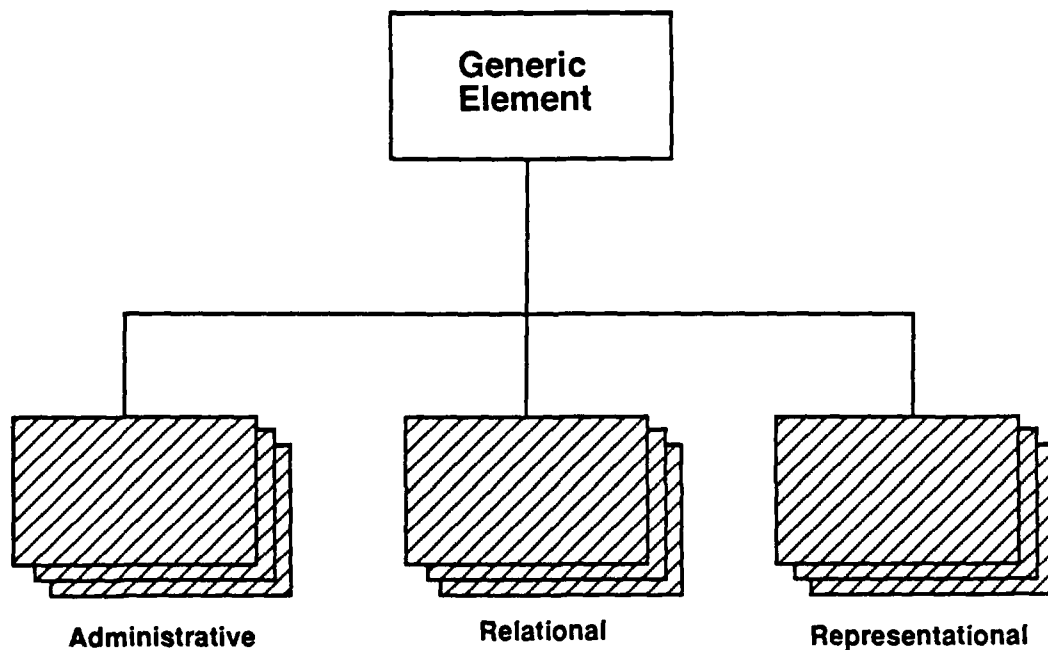 Generic
Element
Administrative
Relational
Representational